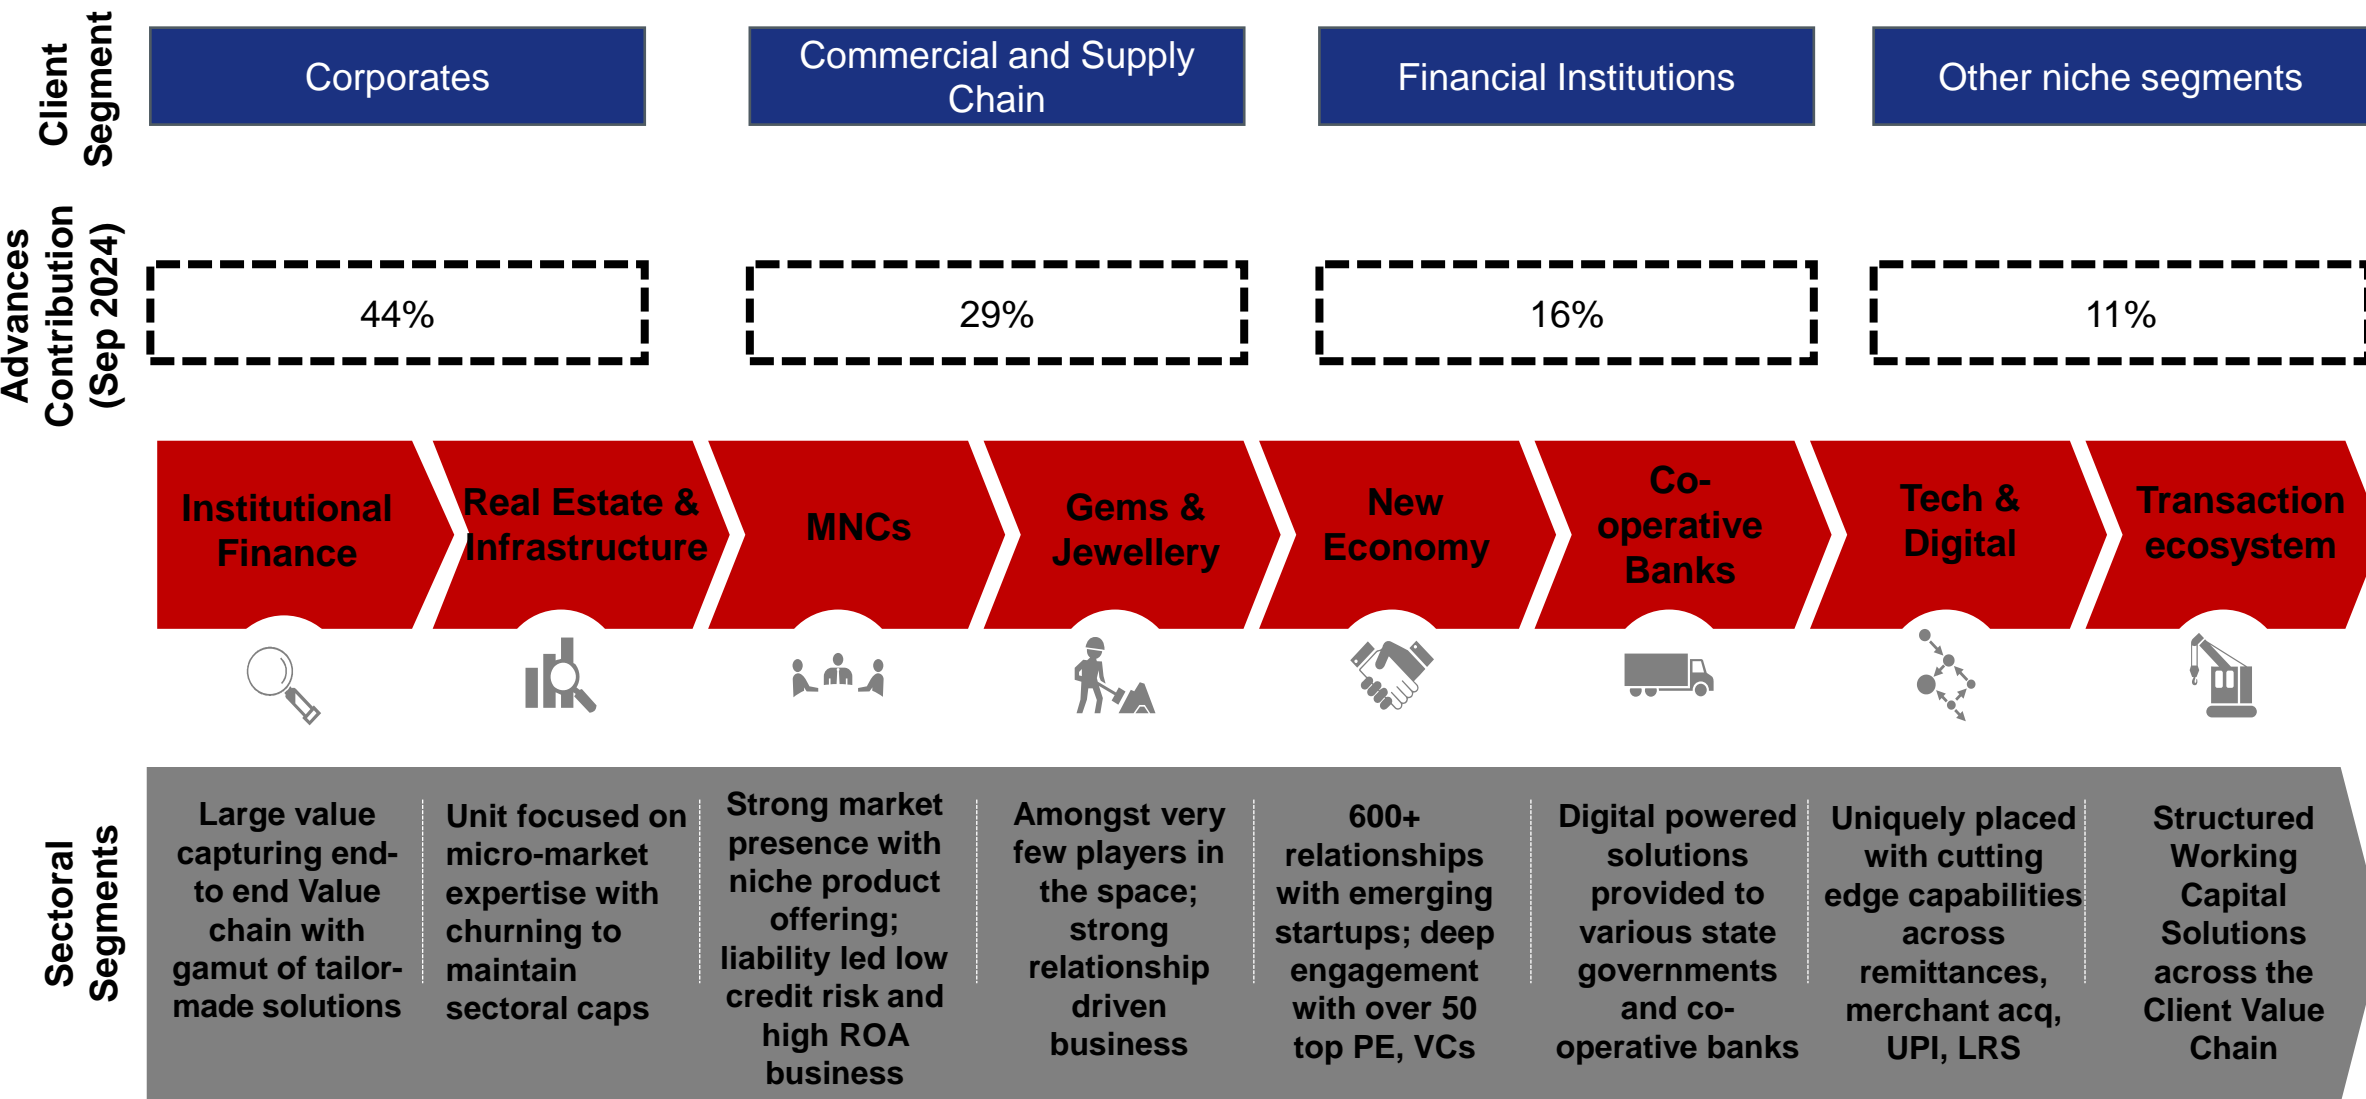 Client
Segment
Corporates
Commercial and Supply
Chain
Financial Institutions
Other niche segments
Advances
Contribution
(Sep 2024)
44%
29%
16%
11%
Institutional
Finance
Real Estate &
Infrastructure
MNCs
Gems &
Jewellery
New
Economy
Co-
operative
Banks
Tech &
Digital
Transaction
ecosystem
Sectoral
Segments
Large value
capturing end-
to end Value
chain with
gamut of tailor-
made solutions
Unit focused on
micro-market
expertise with
churning to
maintain
sectoral caps
Strong market
presence with
niche product
offering;
liability led low
credit risk and
high ROA
business
Amongst very
few players in
the space;
strong
relationship
driven
business
600+
relationships
with emerging
startups; deep
engagement
with over 50
top PE, VCs
Digital powered
solutions
provided to
various state
governments
and co-
operative banks
Uniquely placed
with cutting
edge capabilities
across
remittances,
merchant acq,
UPI, LRS
Structured
Working
Capital
Solutions
across the
Client Value
Chain